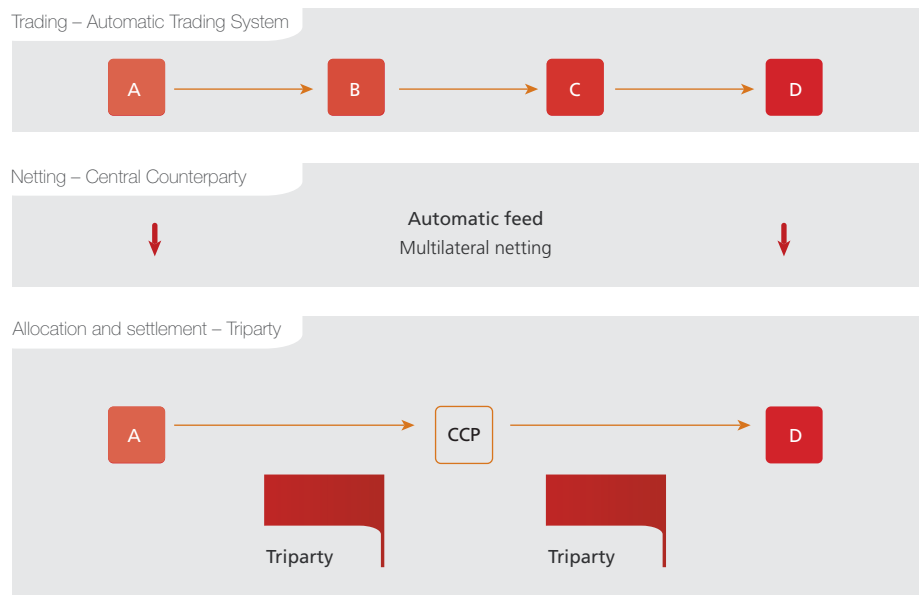 Trading – Automatic Trading System
A
B
C
D
Netting – Central Counterparty
Automatic feed
Multilateral netting
Allocation and settlement – Triparty
A
CCP
D
Triparty
Triparty